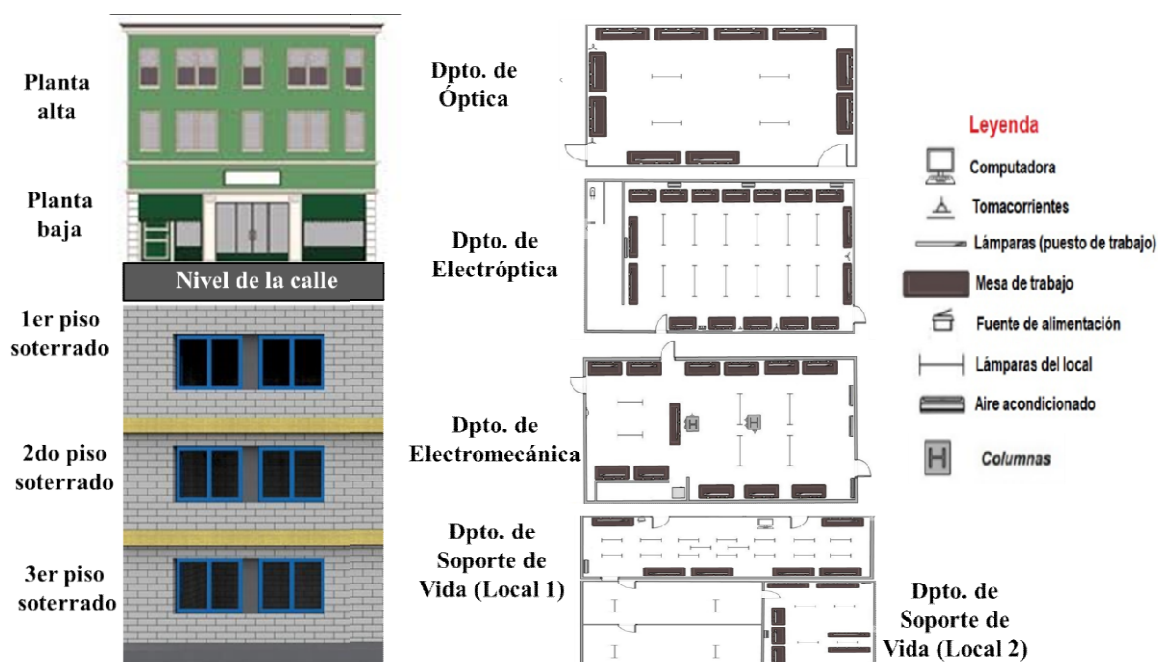 Planta
alta
Planta
baja
Nivel de la calle
1er piso
soterrado
2do piso
soterrado
3er piso
soterrado
Dpto. de
Óptica
Dpto. de
Electróptica
Dpto. de
Electromecánica
Dpto. de
Soporte de
Vida (Local 1)
Dpto. de
Soporte de
Vida (Local 2)
H
H
Leyenda
Computadora
Tomacorrientes
Lámparas (puesto de trabajo)
Mesa de trabajo
Fuente de alimentación
Lámparas del local
Aire acondicionado
H
Columnas